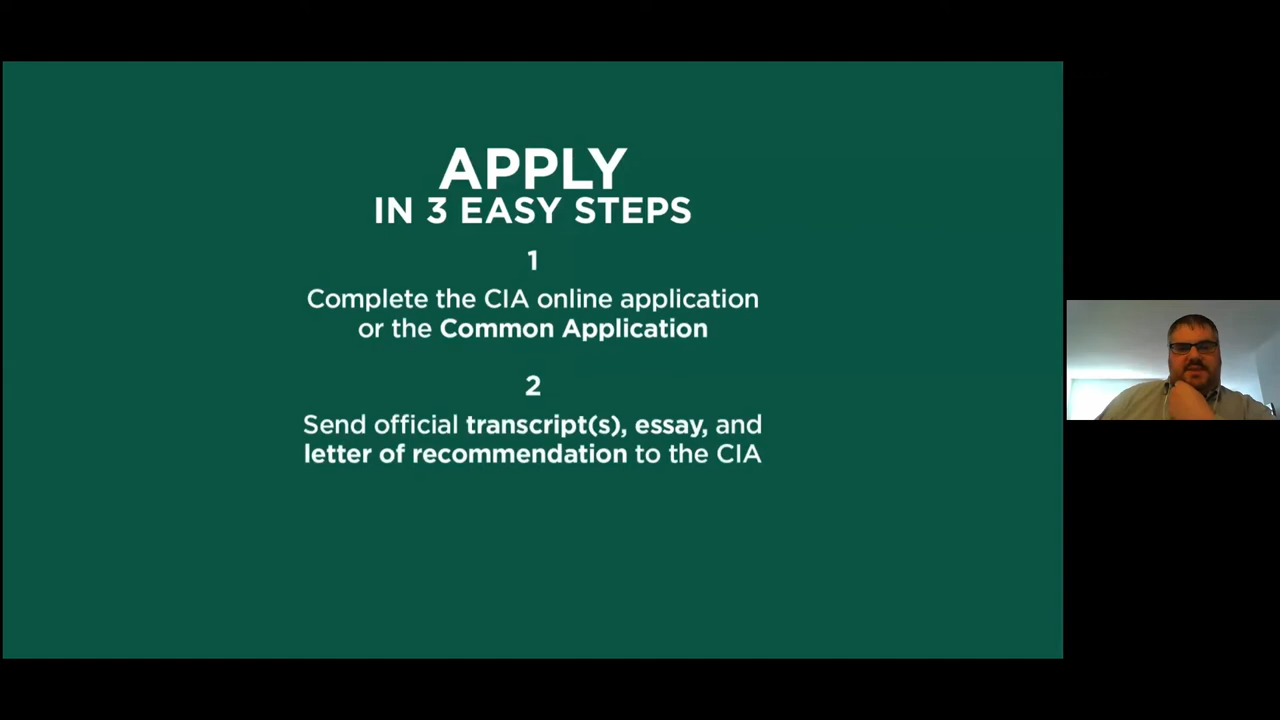 APPLY
IN 3 EASY STEPS
1
Complete the CIA online application
or the Common Application
2
Send official transcript(s), essay, and
letter of recommendation to the CIA